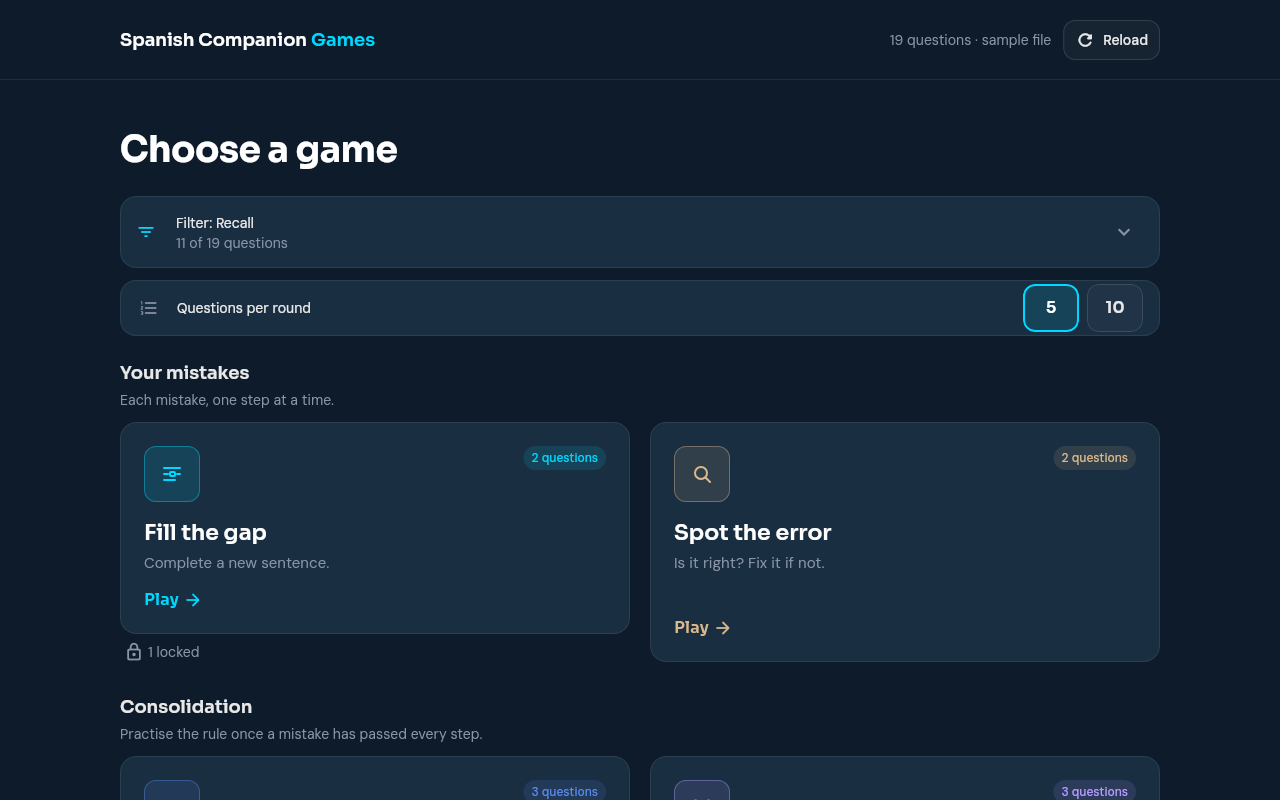 Spanish Companion Games
19 questions · sample file
Reload
Choose a game
Filter: Recall
11 of 19 questions
Questions per round
5
10
Your mistakes
Each mistake, one step at a time.
2 questions
Fill the gap
Complete a new sentence.
Play →
1 locked
2 questions
Spot the error
Is it right? Fix it if not.
Play →
Consolidation
Practise the rule once a mistake has passed every step.
3 questions
3 questions